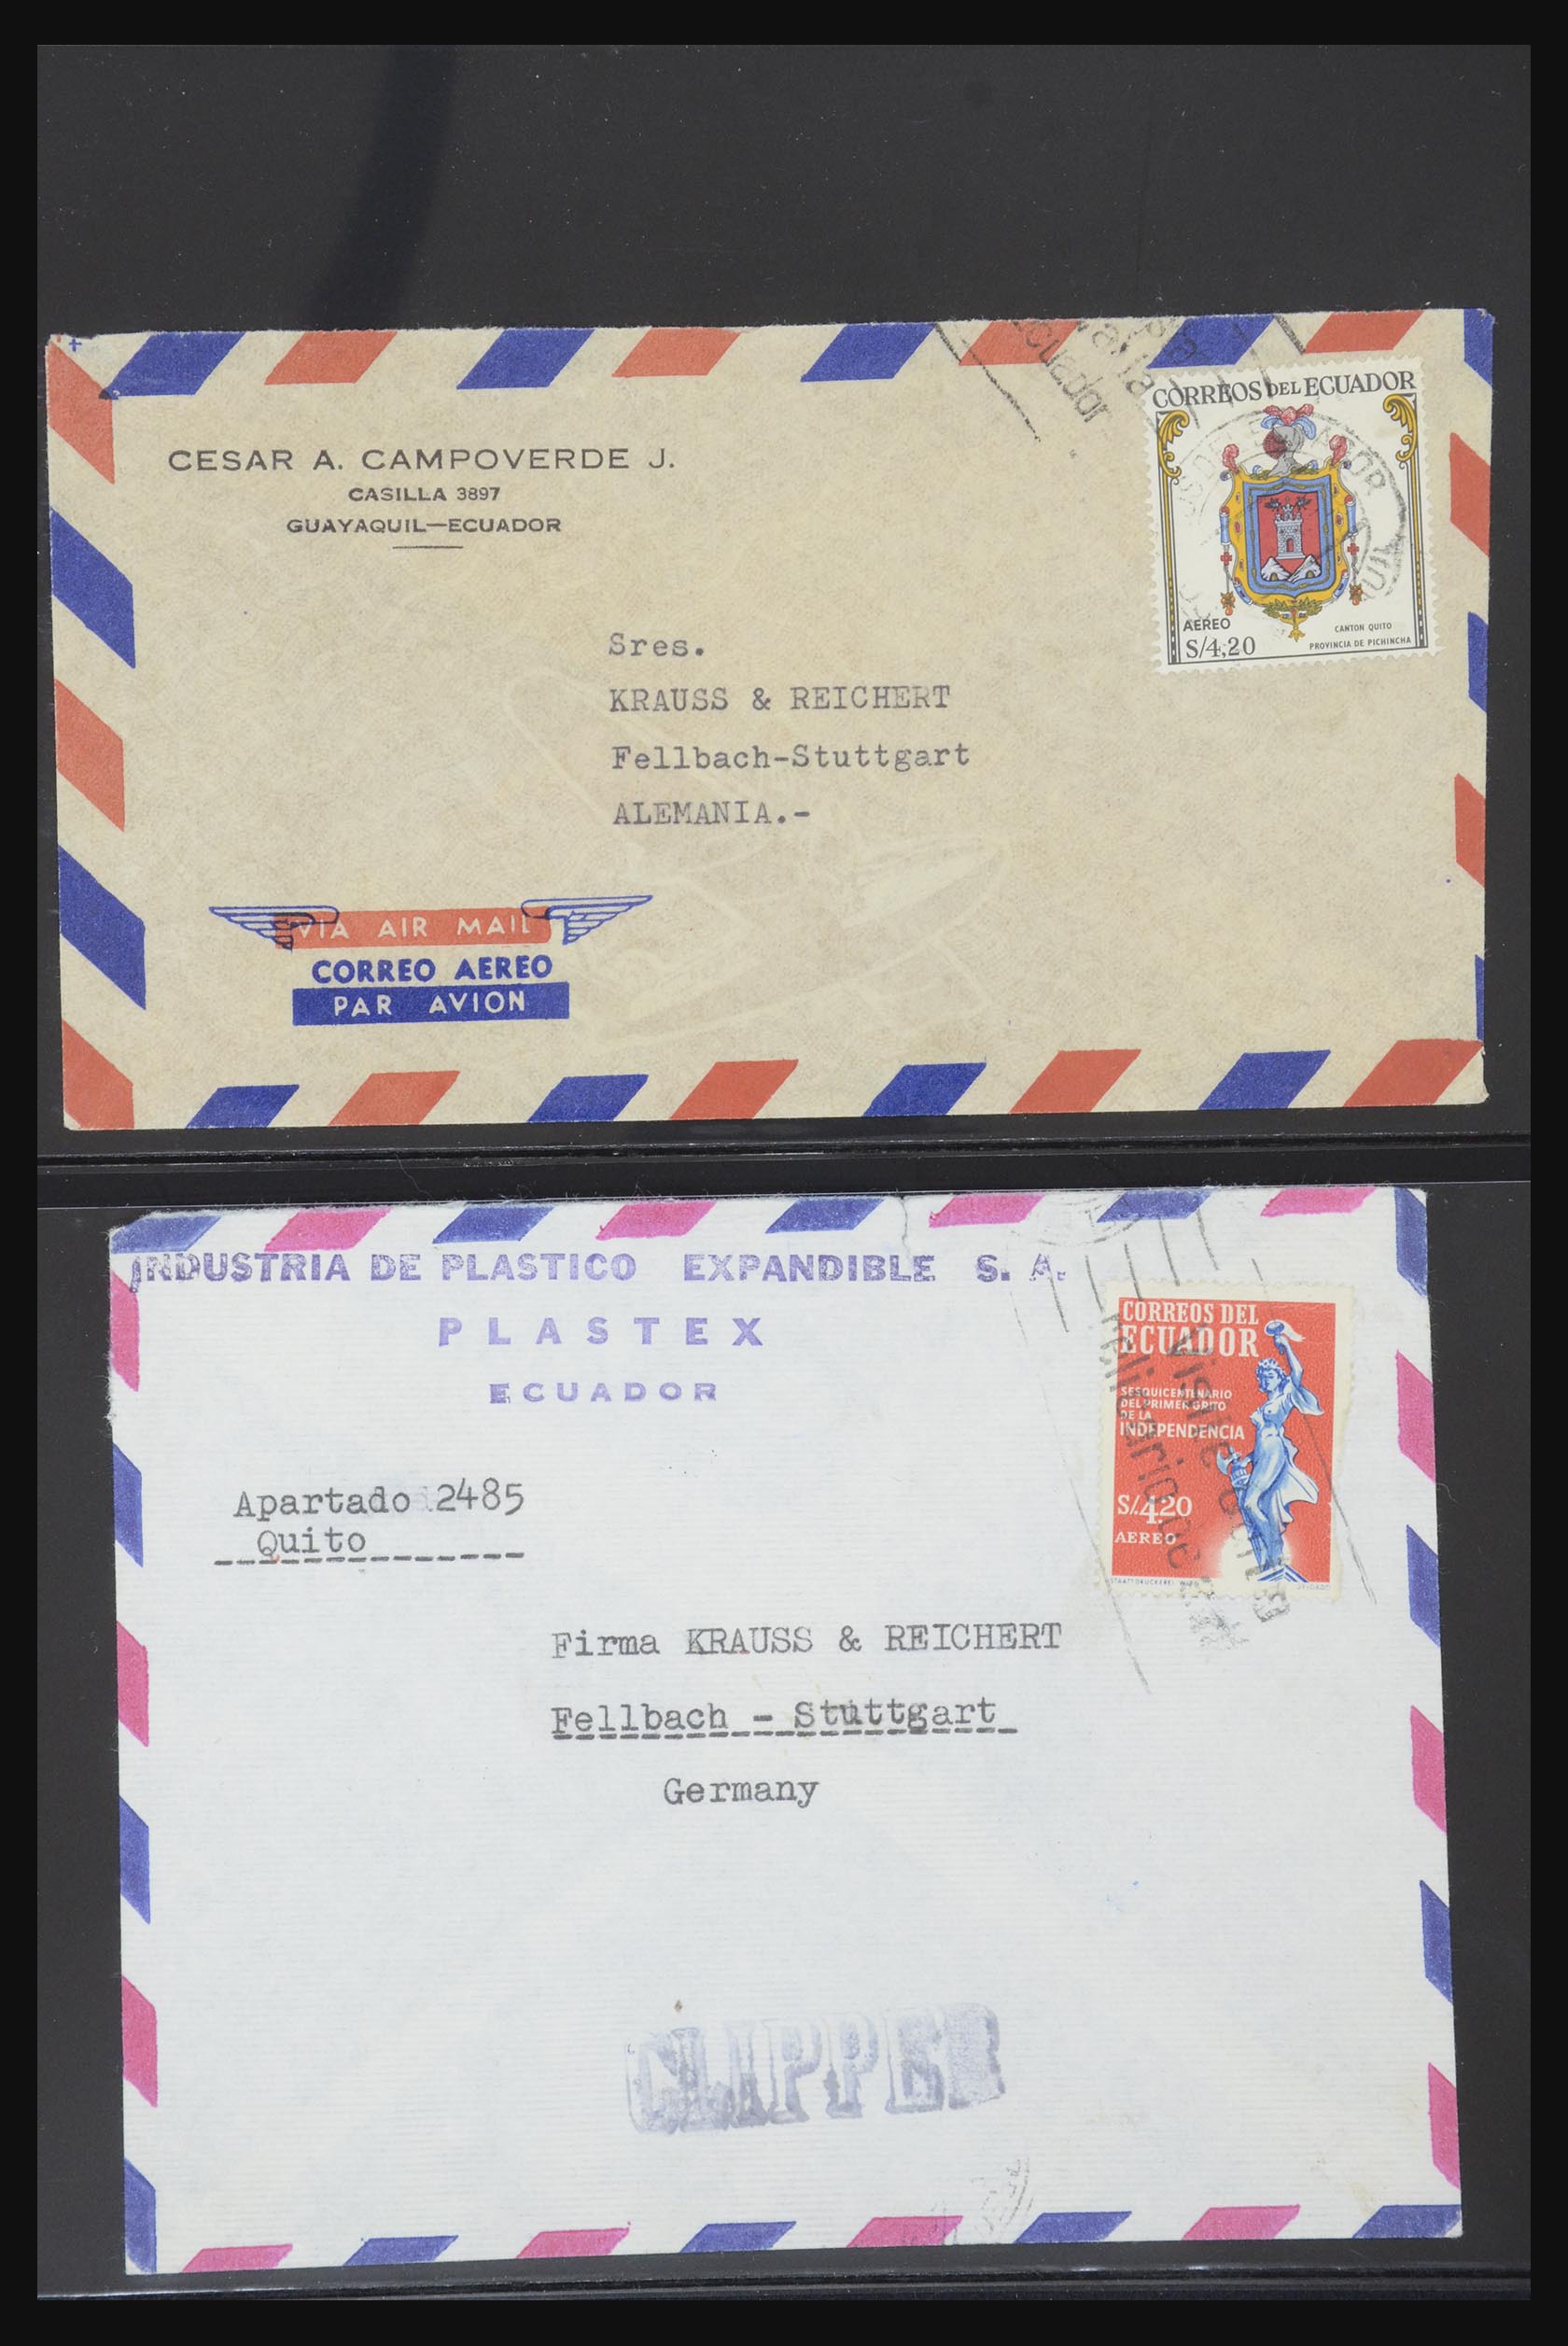 CESAR A. CAMPOVERDE J.
CASILLA 3897
GUAYAQUIL—ECUADOR
Ecuador
CORREOS DEL ECUADOR
AEREO
S/4,20
CANTON QUITO
PROVINCIA DE PICHINCHA
Sres.
KRAUSS & REICHERT
Fellbach-Stuttgart
ALEMANIA.-
VIA AIR MAIL
CORREO AEREO
PAR AVION
INDUSTRIA DE PLASTICO EXPANDIBLE S. A.
PLASTEX
ECUADOR
CORREOS DEL
ECUADOR
SESQUICENTENARIO
DEL PRIMER GRITO
DE LA
INDEPENDENCIA
S/.4.20
AEREO
DELGADO
Apartado 2485
Quito
Firma KRAUSS & REICHERT
Fellbach - Stuttgart
Germany
CLIPPER